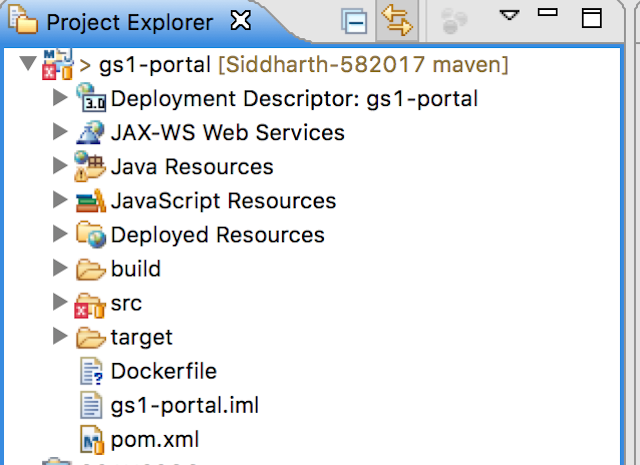 Project Explorer
> gs1-portal [Siddharth-582017 maven]
Deployment Descriptor: gs1-portal
JAX-WS Web Services
Java Resources
JavaScript Resources
Deployed Resources
build
src
target
Dockerfile
gs1-portal.iml
pom.xml